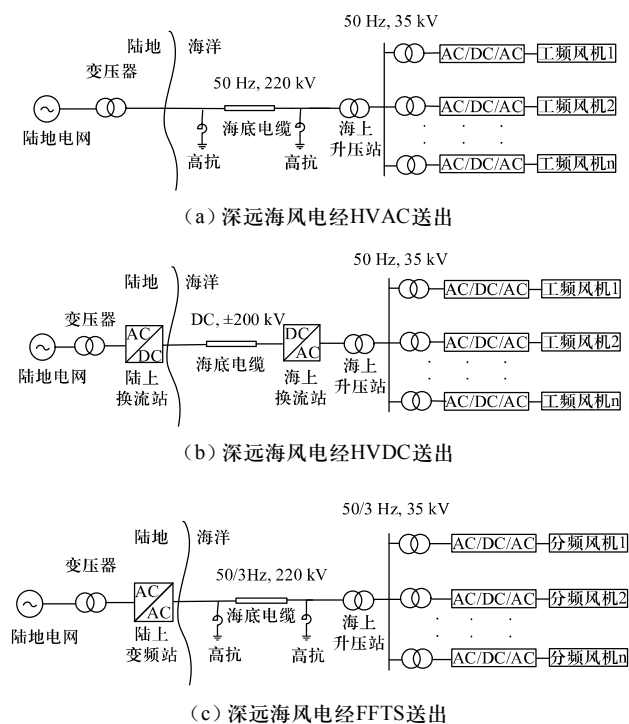 50 Hz, 35 kV
陆地 海洋
变压器
AC/DC/AC 工频风机1
50 Hz, 220 kV
AC/DC/AC 工频风机2
陆地电网
海底电缆
海上
升压站
高抗 高抗
AC/DC/AC 工频风机n
(a) 深远海风电经HVAC送出
50 Hz, 35 kV
陆地 海洋
AC/DC/AC 工频风机1
变压器
DC, ±200 kV
AC
DC
DC
AC
AC/DC/AC 工频风机2
陆地电网
陆上
换流站
海底电缆
海上
换流站
海上
升压站
AC/DC/AC 工频风机n
(b) 深远海风电经HVDC送出
50/3 Hz, 35 kV
陆地 海洋
AC/DC/AC 分频风机1
变压器
50/3Hz, 220 kV
AC
AC
AC/DC/AC 分频风机2
陆地电网
陆上
变频站
海底电缆
海上
升压站
高抗 高抗
AC/DC/AC 分频风机n
(c) 深远海风电经FFTS送出